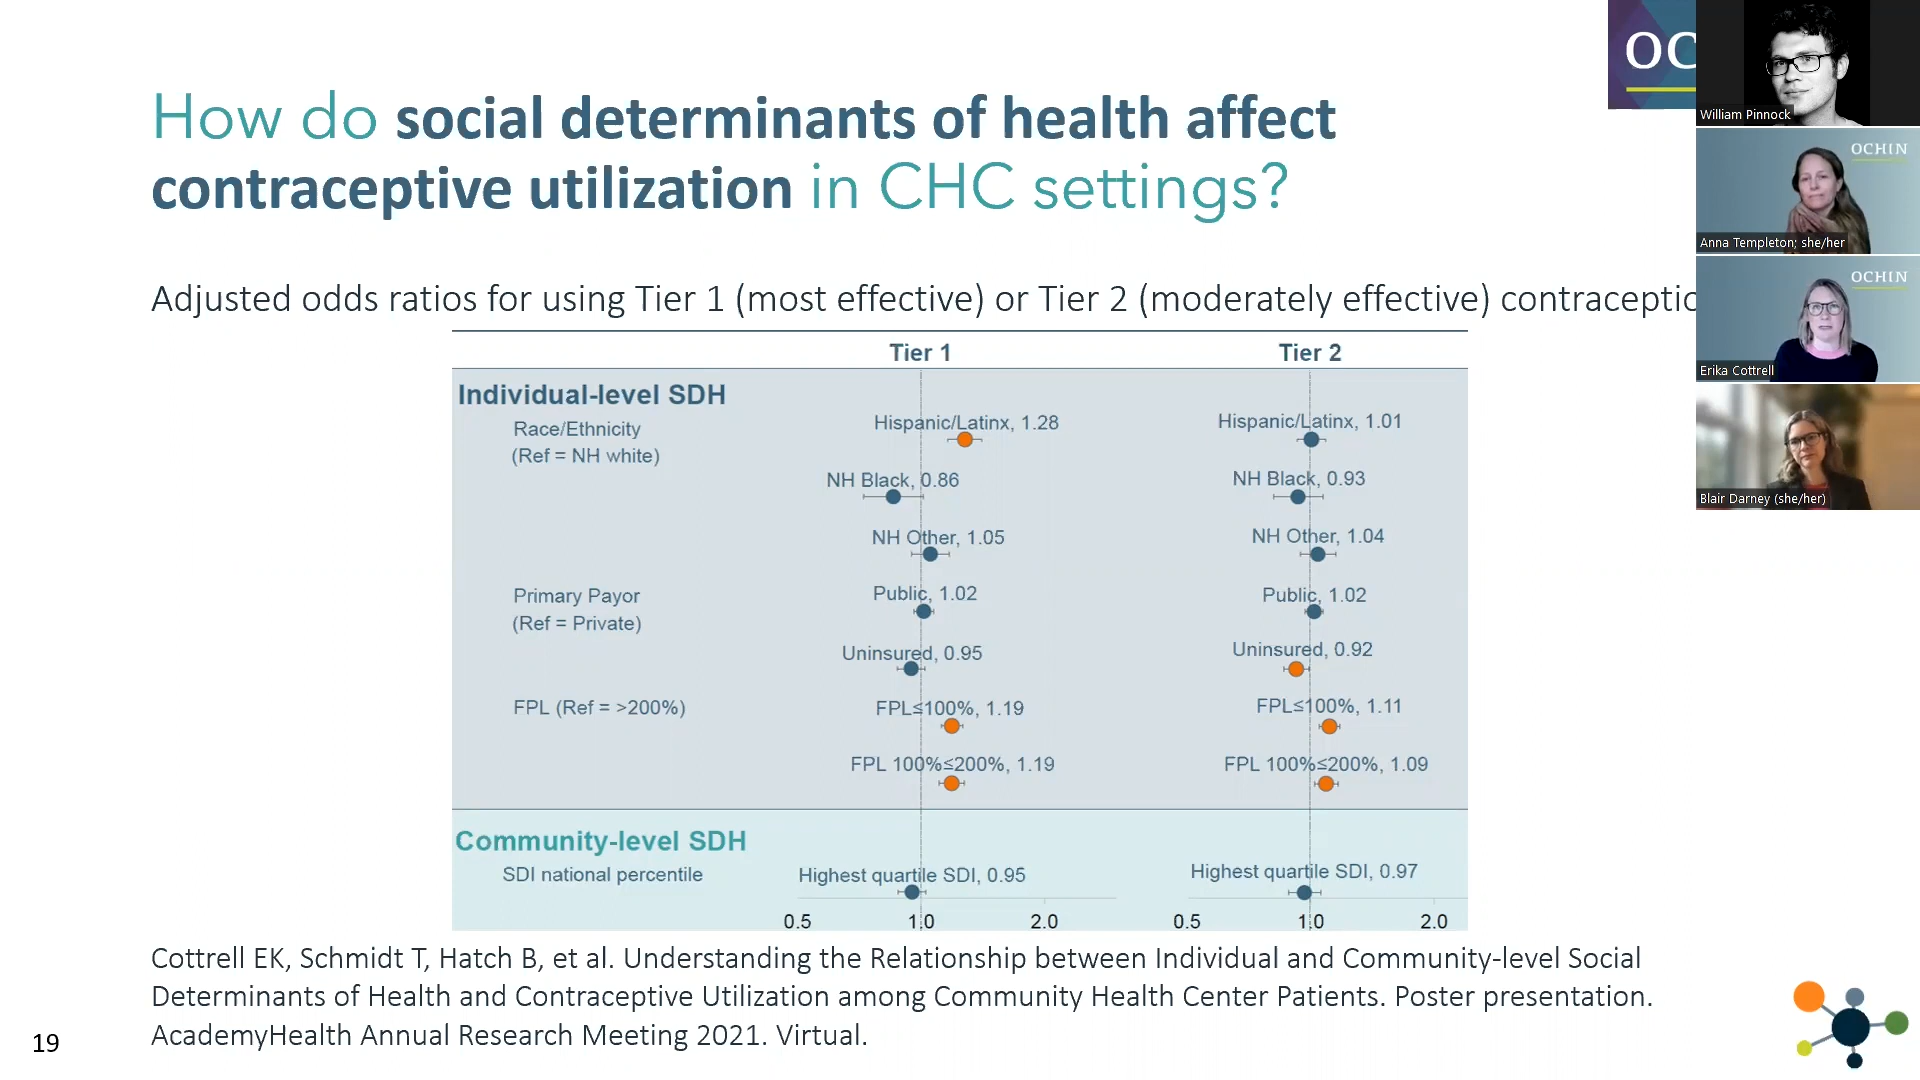 How do social determinants of health affect
contraceptive utilization in CHC settings?
Adjusted odds ratios for using Tier 1 (most effective) or Tier 2 (moderately effective)
Tier 1
Tier 2
Individual-level SDH
Race/Ethnicity
(Ref = NH white)
Hispanic/Latinx, 1.28
Hispanic/Latinx, 1.01
NH Black, 0.86
NH Black, 0.93
NH Other, 1.05
NH Other, 1.04
Primary Payor
(Ref = Private)
Public, 1.02
Public, 1.02
Uninsured, 0.95
Uninsured, 0.92
FPL (Ref = >200%)
FPL≤100%, 1.19
FPL≤100%, 1.11
FPL 100%≤200%, 1.19
FPL 100%≤200%, 1.09
Community-level SDH
SDI national percentile
Highest quartile SDI, 0.95
Highest quartile SDI, 0.97
0.5 1.0 2.0
0.5 1.0 2.0
Cottrell EK, Schmidt T, Hatch B, et al. Understanding the Relationship between Individual and Community-level Social
Determinants of Health and Contraceptive Utilization among Community Health Center Patients. Poster presentation.
AcademyHealth Annual Research Meeting 2021. Virtual.
19
OC
William Pinnock
OCHIN
Anna Templeton; she/her
OCHIN
Erika Cottrell
Blair Darney (she/her)